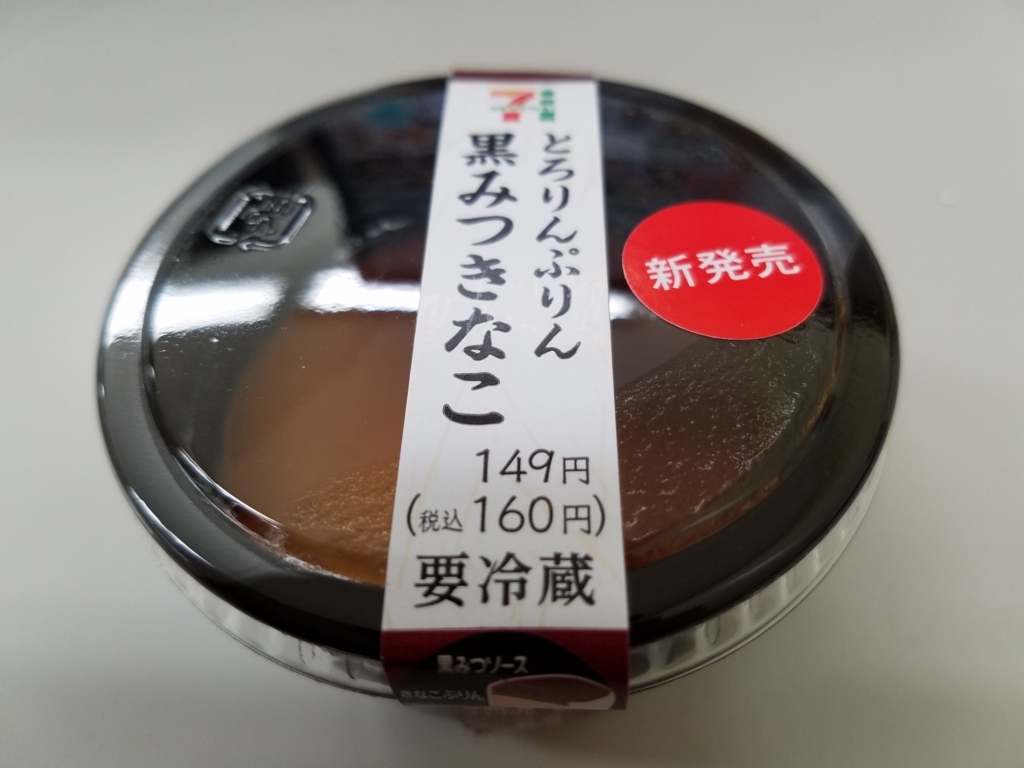 とろりんぷりん
黒みつきなこ
149円
(税込160円)
要冷蔵
新発売
黒みつソース
きなこぷりん